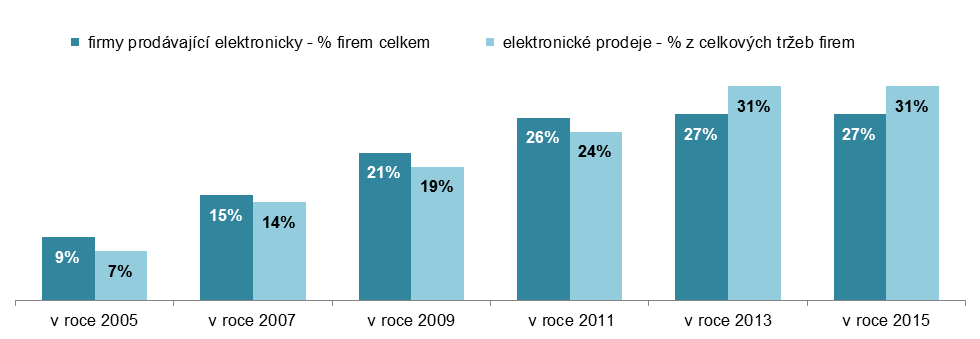 firmy prodávající elektronicky - % firem celkem
elektronické prodeje - % z celkových tržeb firem
9%
7%
15%
14%
21%
19%
26%
24%
27%
31%
27%
31%
v roce 2005
v roce 2007
v roce 2009
v roce 2011
v roce 2013
v roce 2015